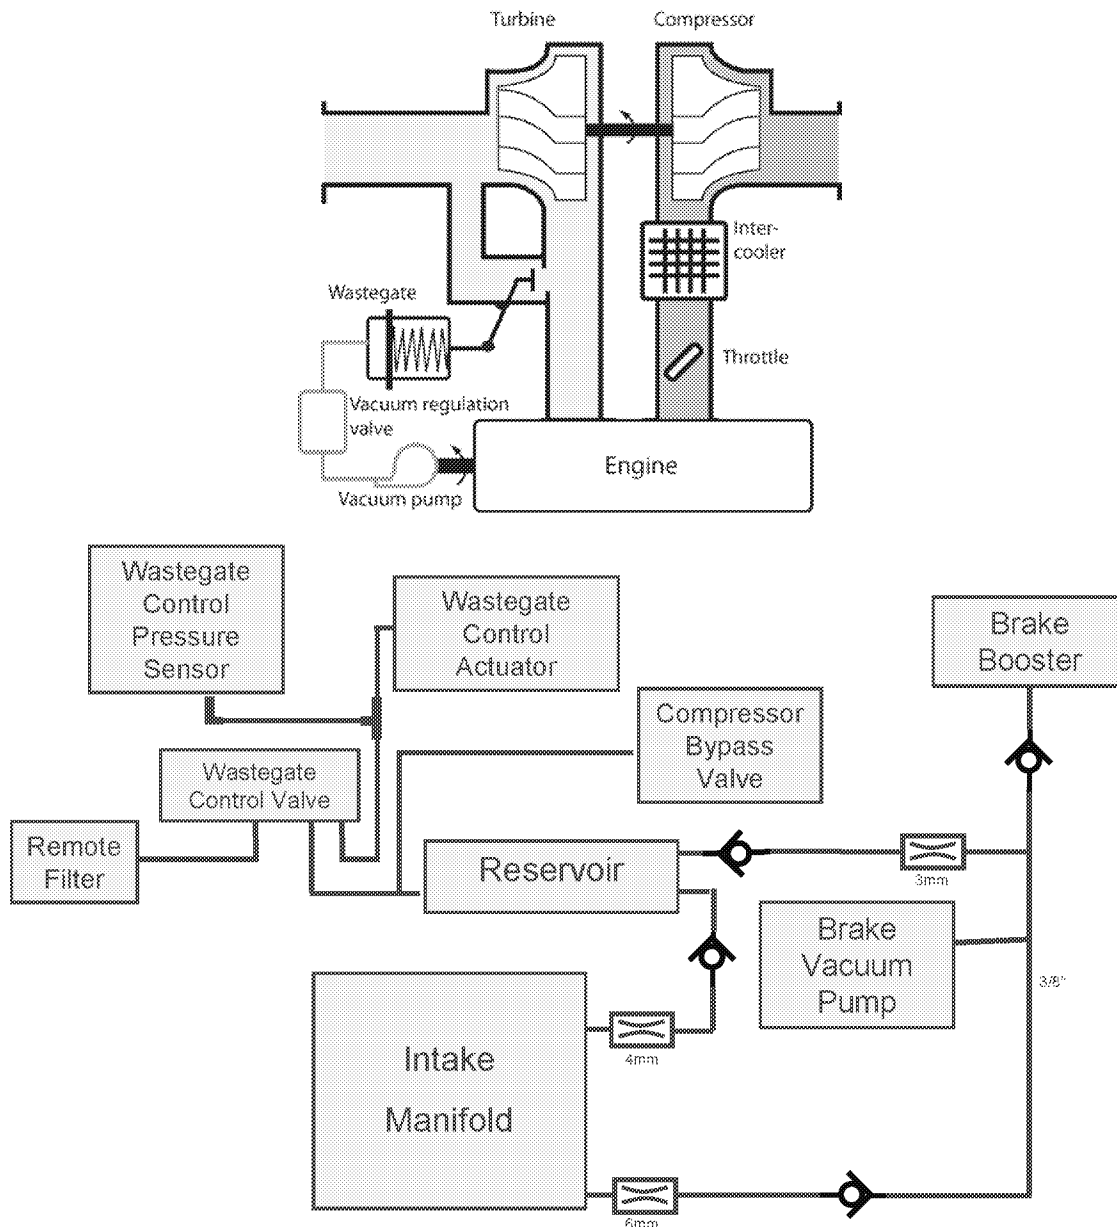 Turbine
Compressor
Inter-
cooler
Wastegate
Throttle
Vacuum regulation
valve
Engine
Vacuum pump
Wastegate
Control
Pressure
Sensor
Wastegate
Control
Actuator
Brake
Booster
Compressor
Bypass
Valve
Wastegate
Control Valve
Remote
Filter
Reservoir
3mm
Brake
Vacuum
Pump
3/8"
Intake
Manifold
4mm
6mm